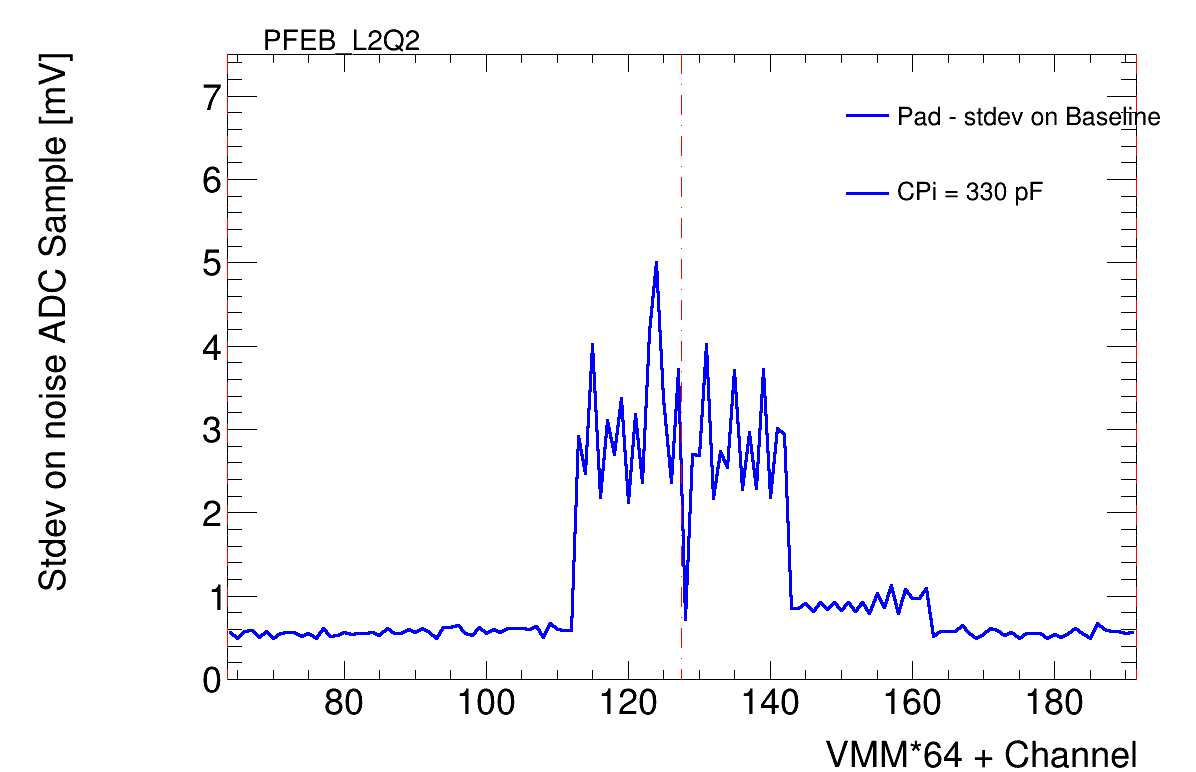 PFEB_L2Q2
Stdev on noise ADC Sample [mV]
7
6
5
4
3
2
1
0
Pad - stdev on Baseline
CPi = 330 pF
80 100 120 140 160 180
VMM*64 + Channel